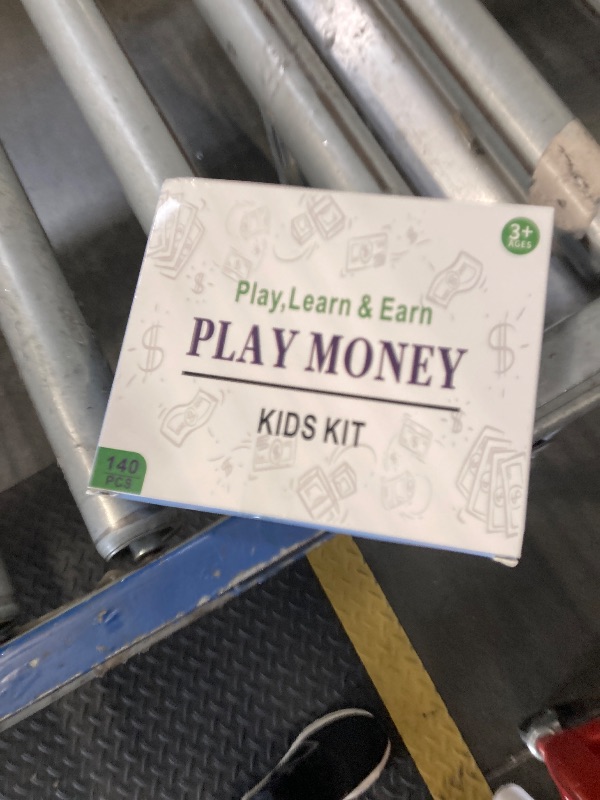 3+
AGES
Play,Learn & Earn
PLAY MONEY
KIDS KIT
140
PCS